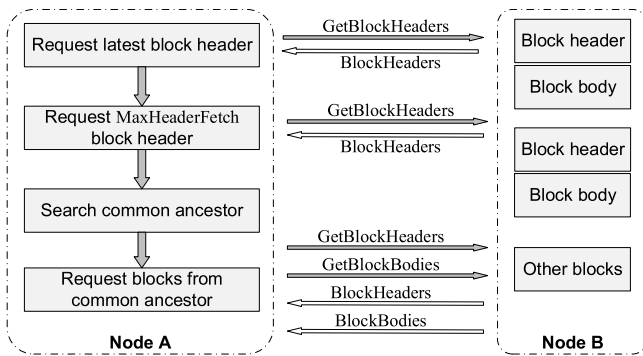 Request latest block header
Request MaxHeaderFetch
block header
Search common ancestor
Request blocks from
common ancestor
Node A
GetBlockHeaders
BlockHeaders
GetBlockHeaders
BlockHeaders
GetBlockHeaders
GetBlockBodies
BlockHeaders
BlockBodies
Block header
Block body
Block header
Block body
Other blocks
Node B